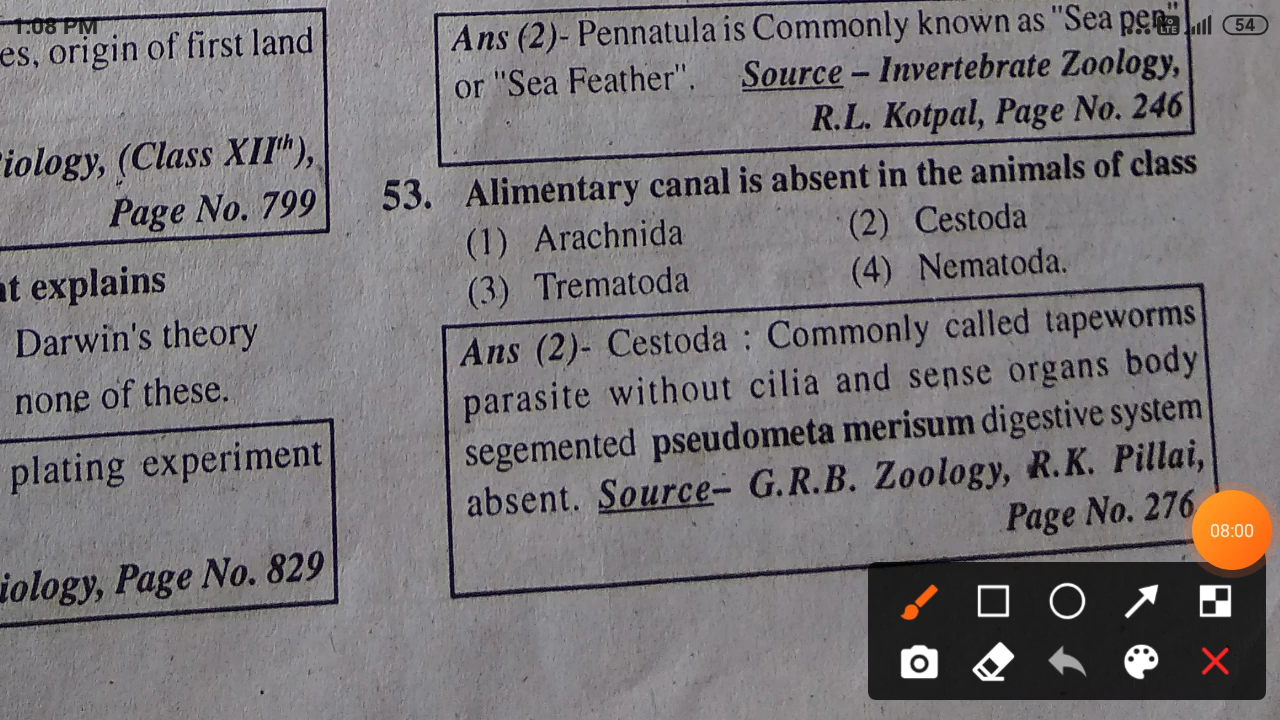 1:08 PM
54
es, origin of first land
iology, (Class XIIth),
Page No. 799
t explains
Darwin's theory
none of these.
plating experiment
iology, Page No. 829
Ans (2)- Pennatula is Commonly known as "Sea pen"
or "Sea Feather". Source – Invertebrate Zoology,
R.L. Kotpal, Page No. 246
53. Alimentary canal is absent in the animals of class
(1) Arachnida (2) Cestoda
(3) Trematoda (4) Nematoda.
Ans (2)- Cestoda : Commonly called tapeworms
parasite without cilia and sense organs body
segemented pseudometa merisum digestive system
absent. Source– G.R.B. Zoology, R.K. Pillai,
Page No. 276
08:00